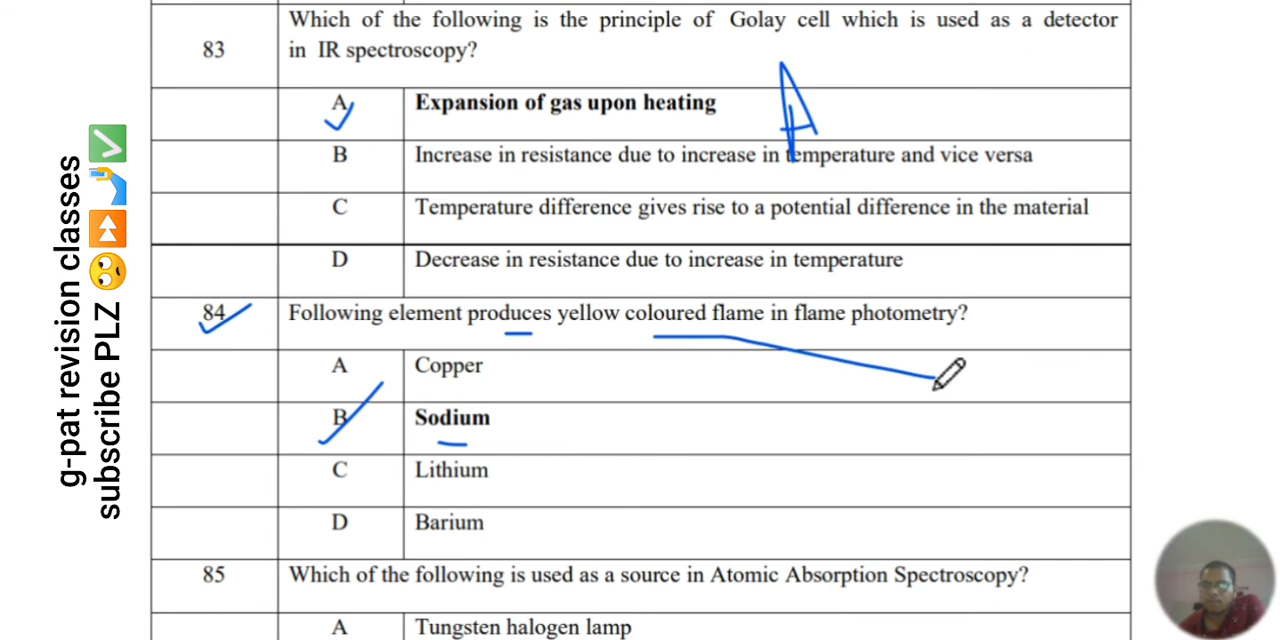 Which of the following is the principle of Golay cell which is used as a detector
83
in IR spectroscopy?
A
Expansion of gas upon heating
B
Increase in resistance due to increase in temperature and vice versa
C
Temperature difference gives rise to a potential difference in the material
D
Decrease in resistance due to increase in temperature
84
Following element produces yellow coloured flame in flame photometry?
A
Copper
B
Sodium
C
Lithium
D
Barium
85
Which of the following is used as a source in Atomic Absorption Spectroscopy?
A
Tungsten halogen lamp
g-pat revision classes
subscribe PLZ